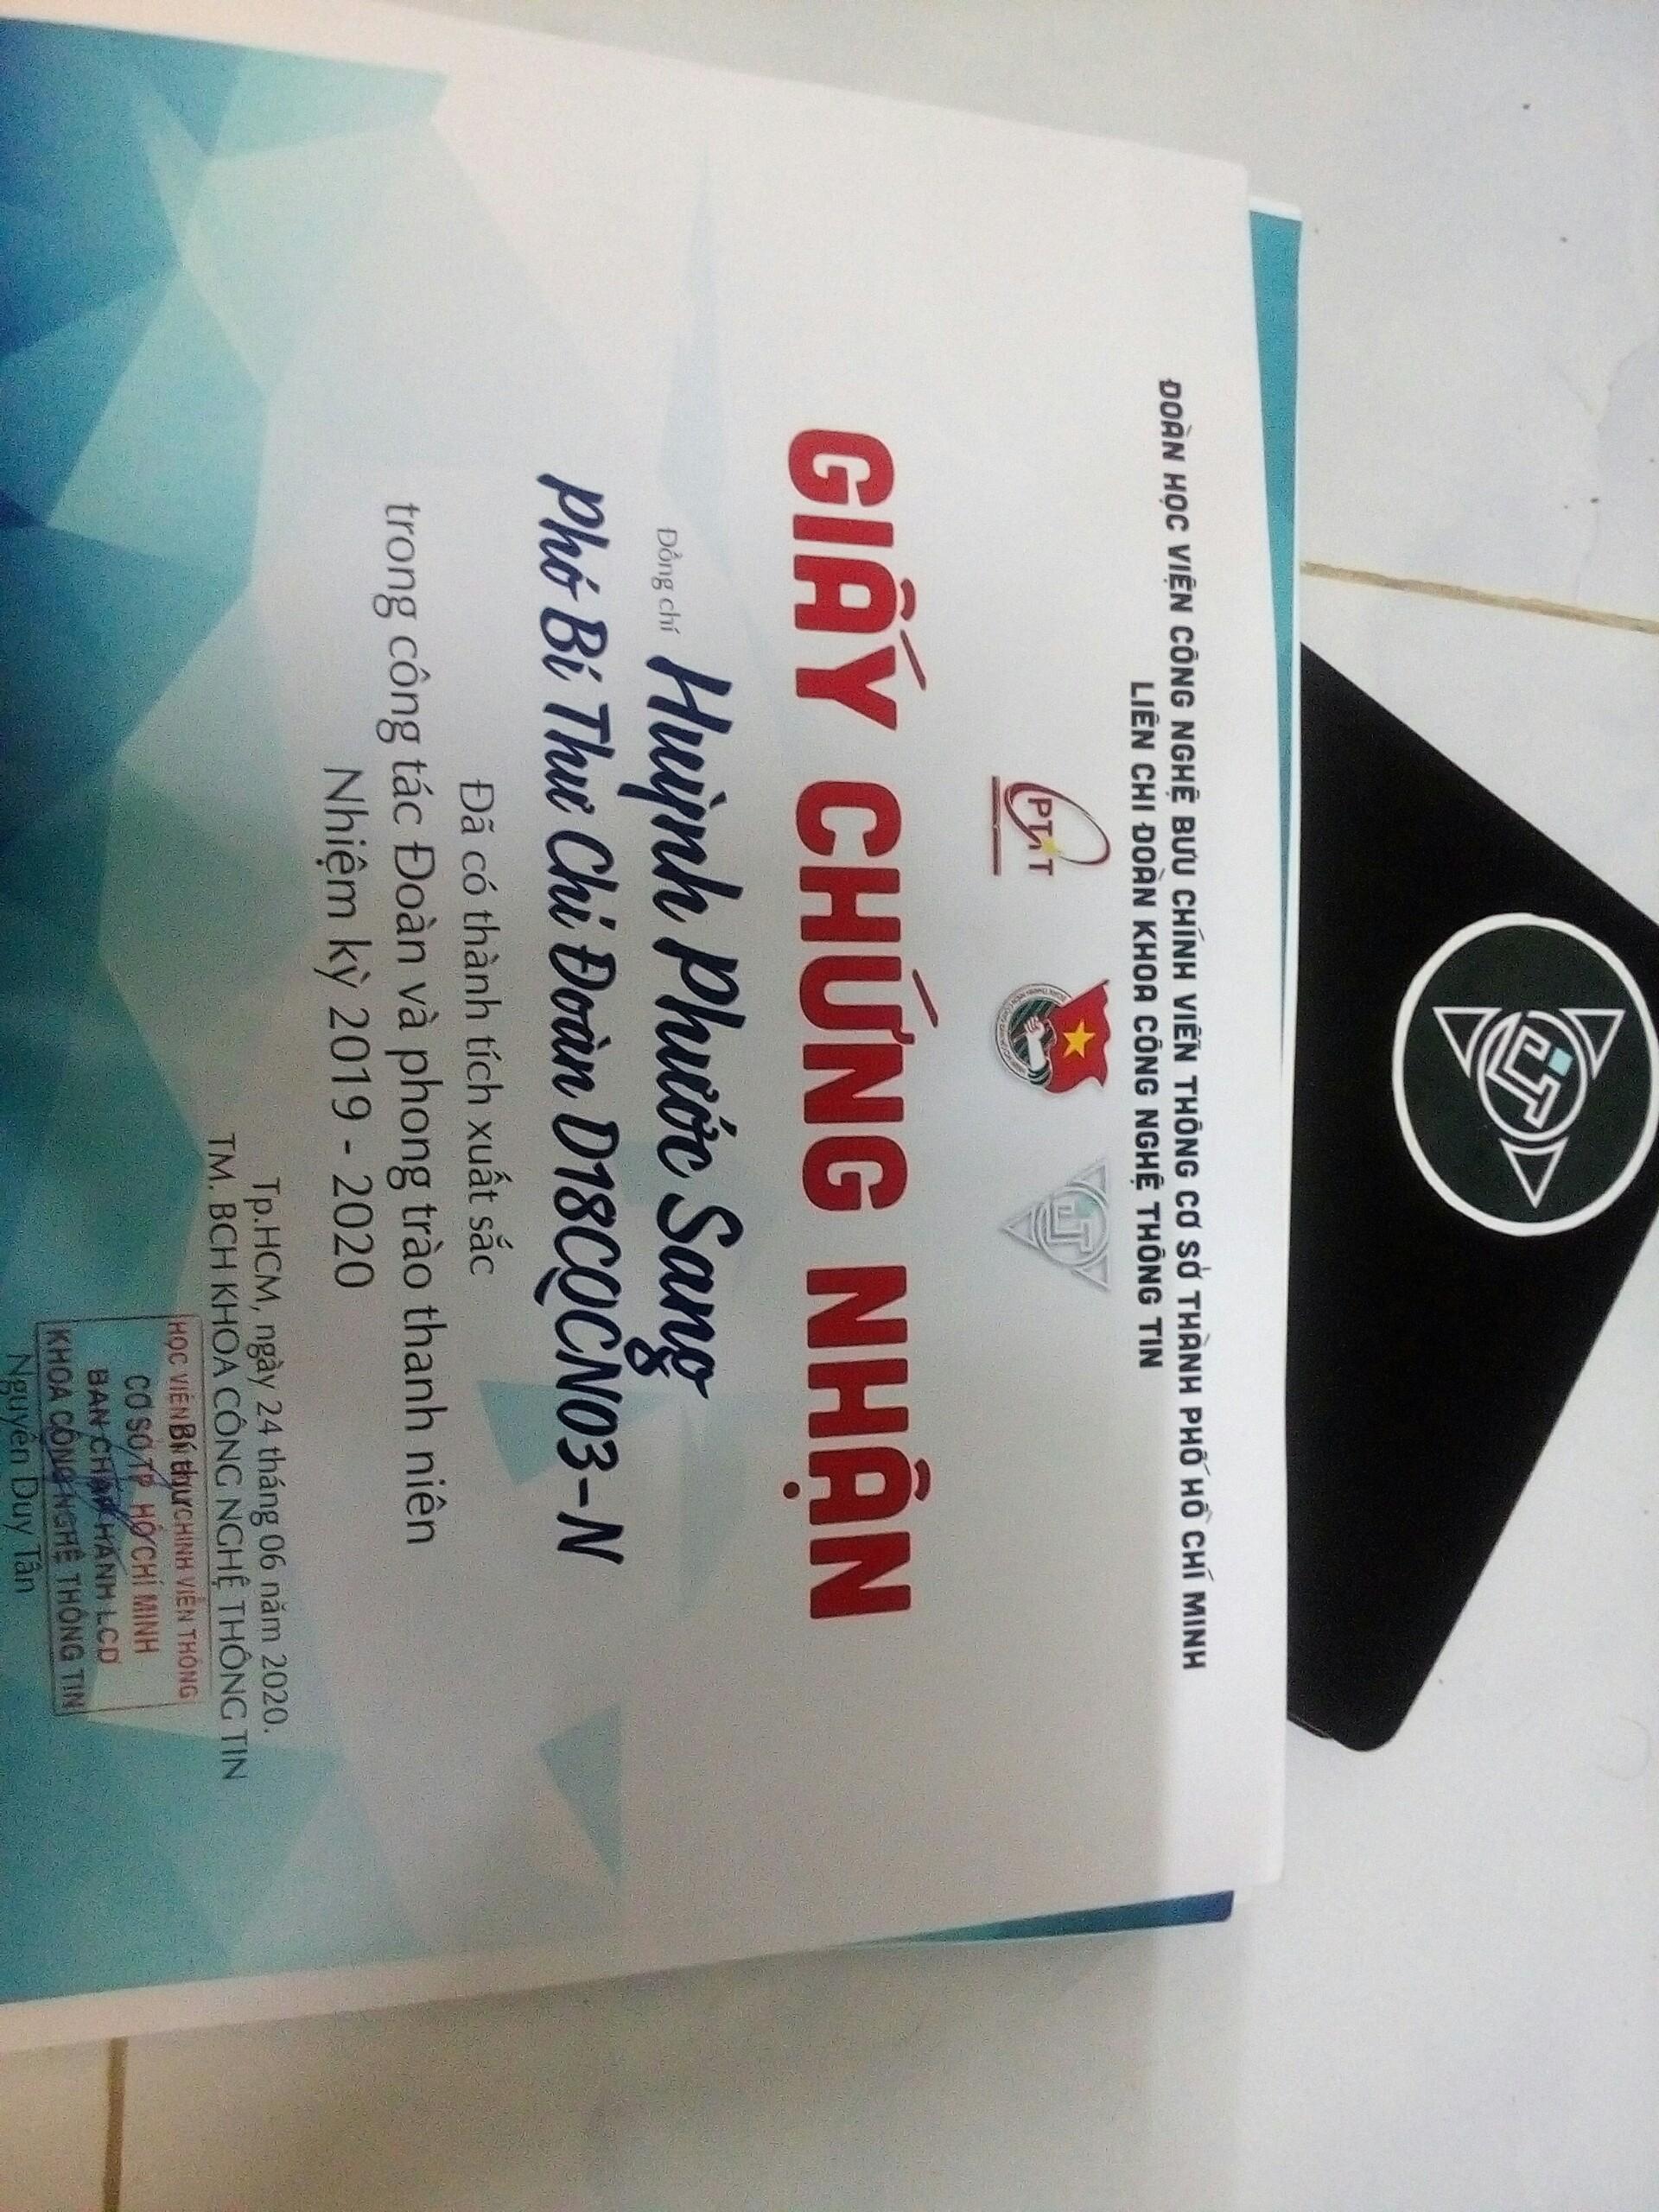 ĐOÀN HỌC VIỆN CÔNG NGHỆ BƯU CHÍNH VIỄN THÔNG CƠ SỞ THÀNH PHỐ HỒ CHÍ MINH
LIÊN CHI ĐOÀN KHOA CÔNG NGHỆ THÔNG TIN
PTiT
GIẤY CHỨNG NHẬN
Đồng chí Huỳnh Phước Sang
Phó Bí Thư Chi Đoàn D18CQCN03-N
Đã có thành tích xuất sắc
trong công tác Đoàn và phong trào thanh niên
Nhiệm kỳ 2019 - 2020
Tp.HCM, ngày 24 tháng 06 năm 2020.
TM. BCH KHOA CÔNG NGHỆ THÔNG TIN
Bí thư
HỌC VIỆN CHÍNH VIỄN THÔNG
CƠ SỞ TP HỒ CHÍ MINH
BAN CHẤP HÀNH LCĐ
KHOA CÔNG NGHỆ THÔNG TIN
Nguyễn Duy Tân